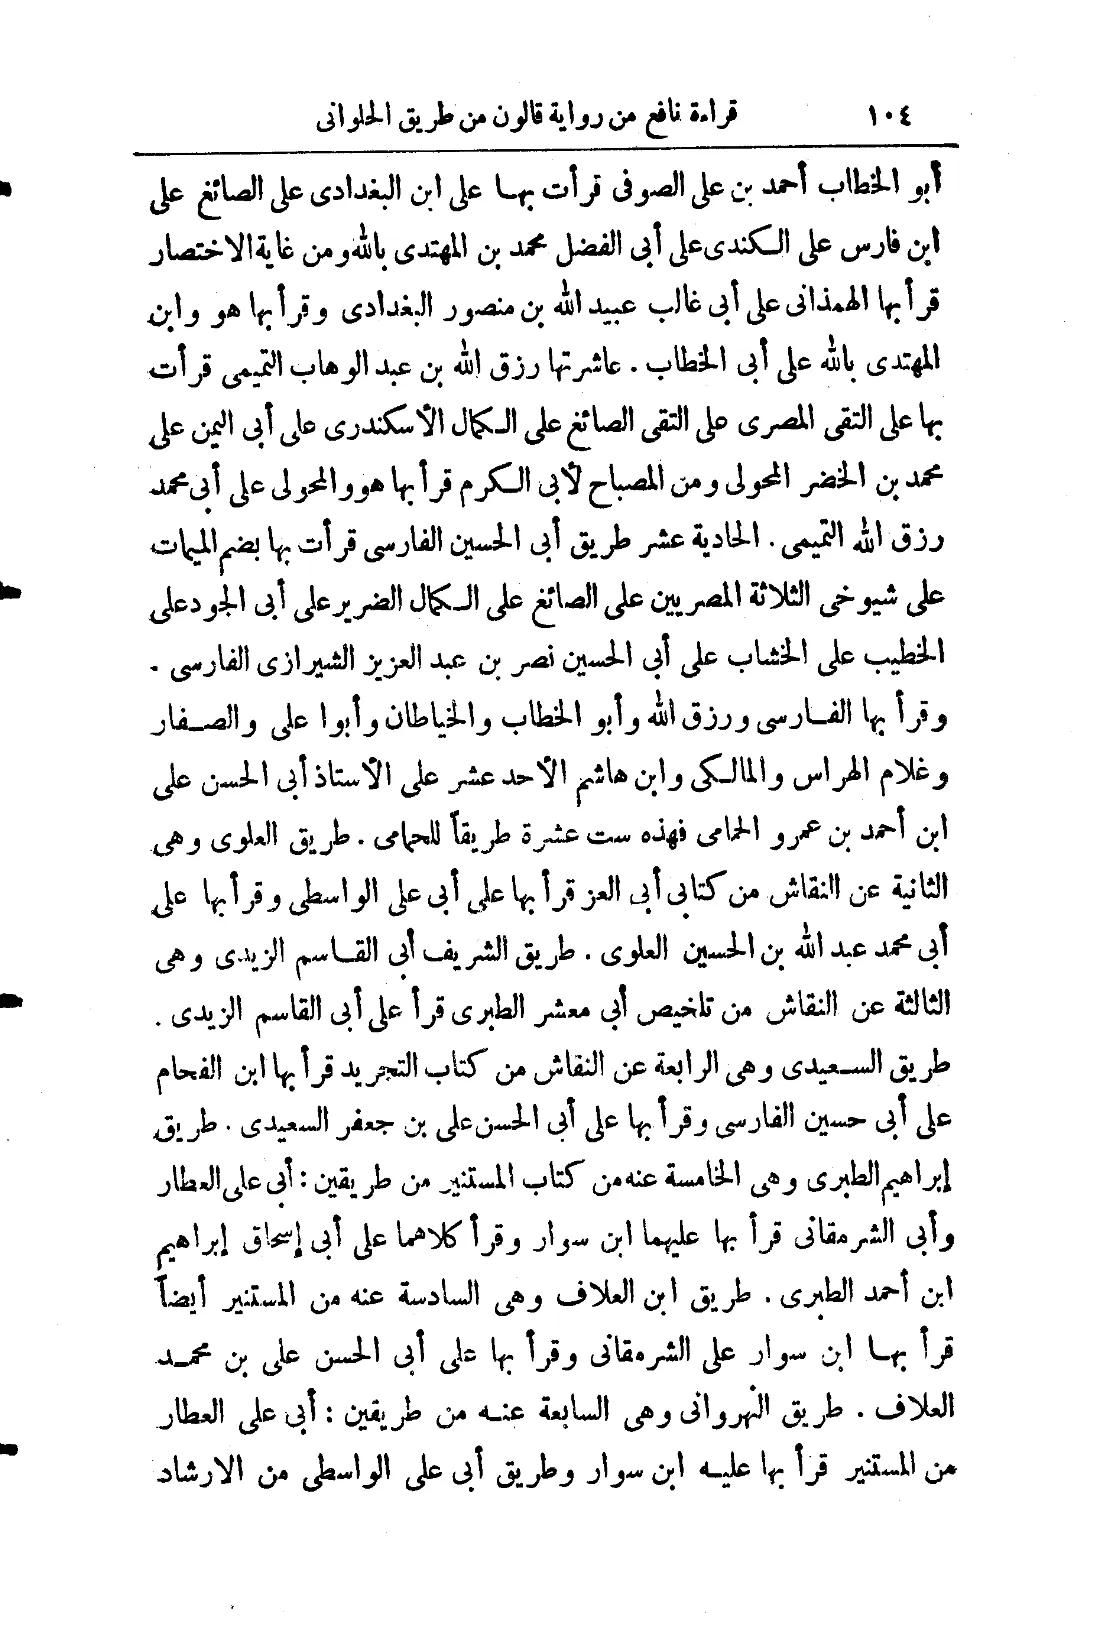 ١٠٤ قراءة نافع من رواية قالون من طريق الحلوانى
أبو الخطاب أحمد بن على الصوفى قرأت بهـا على ابن البغدادى على الصائغ على
ابن فارس على الـكندى على أبى الفضل محمد بن المهتدى بالله ومن غاية الاختصار
قرأ بها الهمذانى على أبى غالب عبيد الله بن منصور البغدادى وقرأ بها هو وابن
المهتدى بالله على أبى الخطاب . عاشرتها رزق الله بن عبد الوهاب التميمى قرأت
بها على التقى المصرى على التقى الصائغ على الـكمال الأسكندرى على أبى اليمن على
محمد بن الخضر المحولى ومن المصباح لأبى الـكرم قرأ بها هو والمحولى على أبى محمد
رزق الله التميمى . الحادية عشر طريق أبى الحسين الفارسى قرأت بها بضم الميمات
على شيوخى الثلاثة المصريين على الصائغ على الـكمال الضرير على أبى الجود على
الخطيب على الخشاب على أبى الحسين نصر بن عبد العزيز الشيرازى الفارسى .
وقرأ بها الفـارسى ورزق الله وأبو الخطاب والخياطان وأبوا على والصـفار
وغلام الهراس والمالـكى وابن هاشم الأحد عشر على الأستاذ أبى الحسن على
ابن أحمد بن عمرو الحمامى فهذه ست عشرة طريقاً للحمامى . طريق العلوى وهى
الثانية عن النقاش من كتابى أبى العز قرأ بها على أبى على الواسطى وقرأ بها على
أبى محمد عبد الله بن الحسين العلوى . طريق الشريف أبى القـاسم الزيدى وهى
الثالثة عن النقاش من تلخيص أبى معشر الطبرى قرأ على أبى القاسم الزيدى .
طريق السـعيدى وهى الرابعة عن النقاش من كتاب التجريد قرأ بها ابن الفحام
على أبى حسين الفارسى وقرأ بها على أبى الحسن على بن جعفر السعيدى . طريق
إبراهيم الطبرى وهى الخامسة عنه من كتاب المستنير من طريقين : أبى على العطار
وأبى الشرمقانى قرأ بها عليهما ابن سوار وقرأ كلاهما على أبى إسحاق إبراهيم
ابن أحمد الطبرى . طريق ابن العلاف وهى السادسة عنه من المستنير أيضاً
قرأ بهـا ابن سوار على الشرمقانى وقرأ بها على أبى الحسن على بن محمـد
العلاف . طريق النهروانى وهى السابعة عنـه من طريقين : أبى على العطار
من المستنير قرأ بها عليـه ابن سوار وطريق أبى على الواسطى من الارشاد